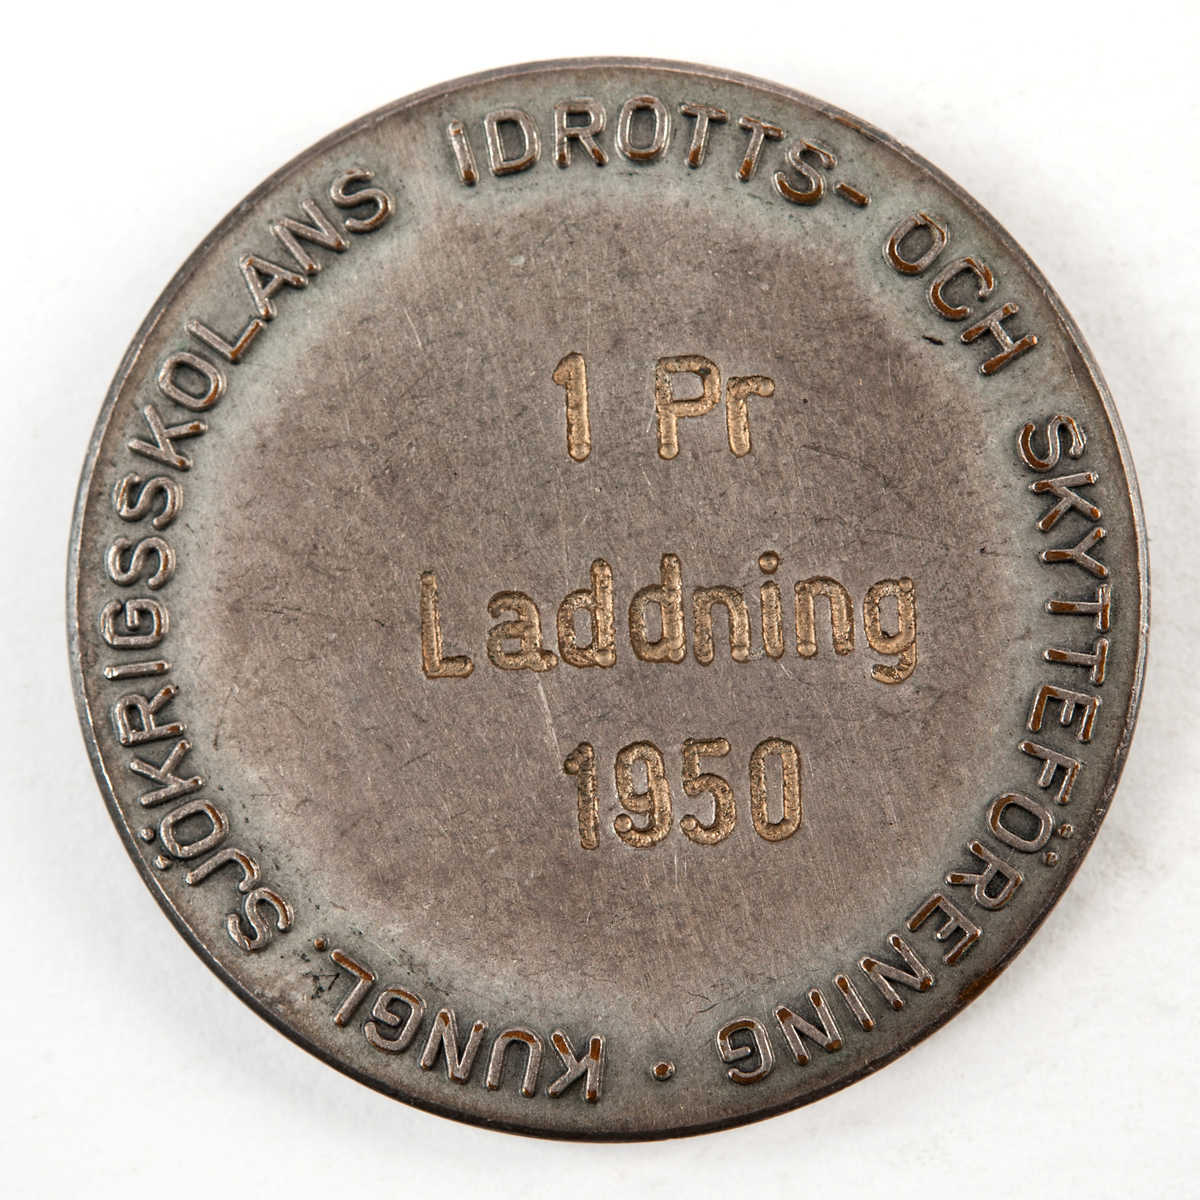 KUNGL. SJÖKRIGSSKOLANS IDROTTS- OCH SKYTTEFÖRENING ·
1 Pr
Laddning
1950